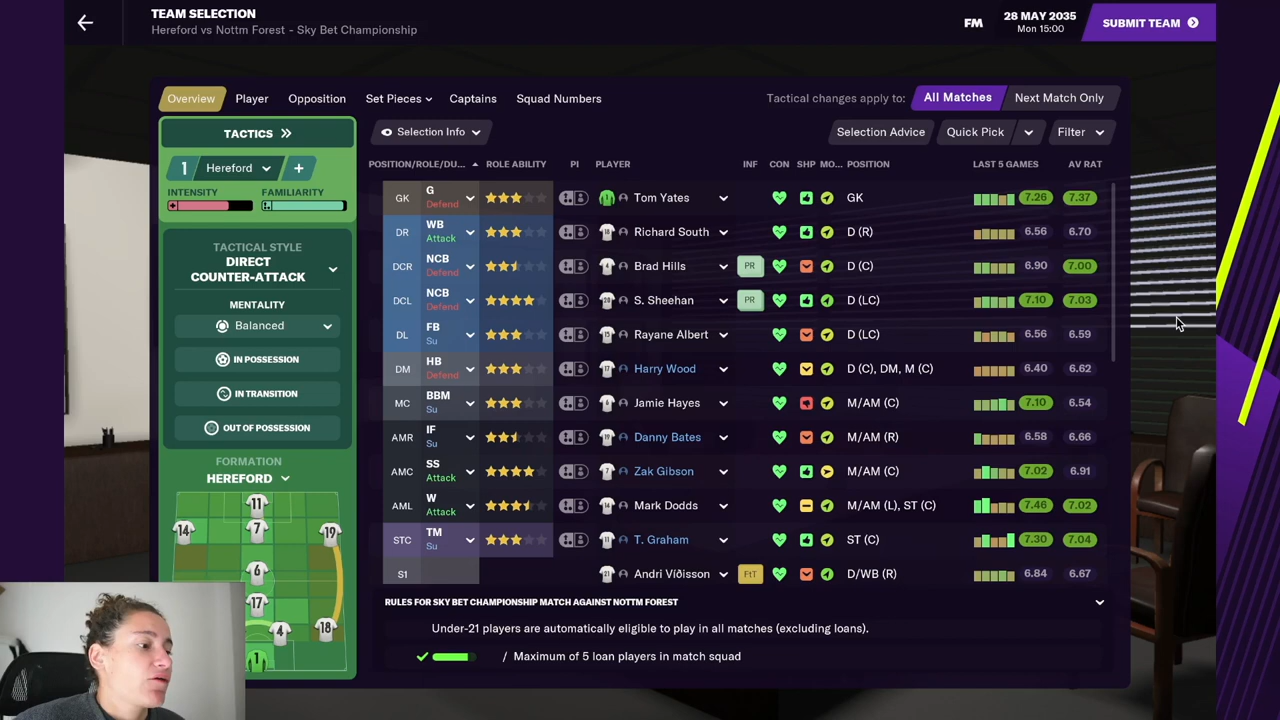 TEAM SELECTION
Hereford vs Nottm Forest - Sky Bet Championship
FM
28 MAY 2035
Mon 15:00
SUBMIT TEAM
Overview
Player
Opposition
Set Pieces
Captains
Squad Numbers
Tactical changes apply to:
All Matches
Next Match Only
TACTICS
Selection Info
Selection Advice
Quick Pick
Filter
1 Hereford +
INTENSITY
FAMILIARITY
TACTICAL STYLE
DIRECT
COUNTER-ATTACK
MENTALITY
Balanced
IN POSSESSION
IN TRANSITION
OUT OF POSSESSION
FORMATION
HEREFORD
11
14
7
19
6
17
4
18
1
POSITION/ROLE/DU... ROLE ABILITY PI PLAYER INF CON SHP MO... POSITION LAST 5 GAMES AV RAT
GK G Defend Tom Yates GK 7.26 7.37
DR WB Attack Richard South D (R) 6.56 6.70
DCR NCB Defend Brad Hills PR D (C) 6.90 7.00
DCL NCB Defend S. Sheehan PR D (LC) 7.10 7.03
DL FB Su Rayane Albert D (LC) 6.56 6.59
DM HB Defend Harry Wood D (C), DM, M (C) 6.40 6.62
MC BBM Su Jamie Hayes M/AM (C) 7.10 6.54
AMR IF Su Danny Bates M/AM (R) 6.58 6.66
AMC SS Attack Zak Gibson M/AM (C) 7.02 6.91
AML W Attack Mark Dodds M/AM (L), ST (C) 7.46 7.02
STC TM Su T. Graham ST (C) 7.30 7.04
S1 Andri Víðisson FtT D/WB (R) 6.84 6.67
RULES FOR SKY BET CHAMPIONSHIP MATCH AGAINST NOTTM FOREST
Under-21 players are automatically eligible to play in all matches (excluding loans).
/ Maximum of 5 loan players in match squad